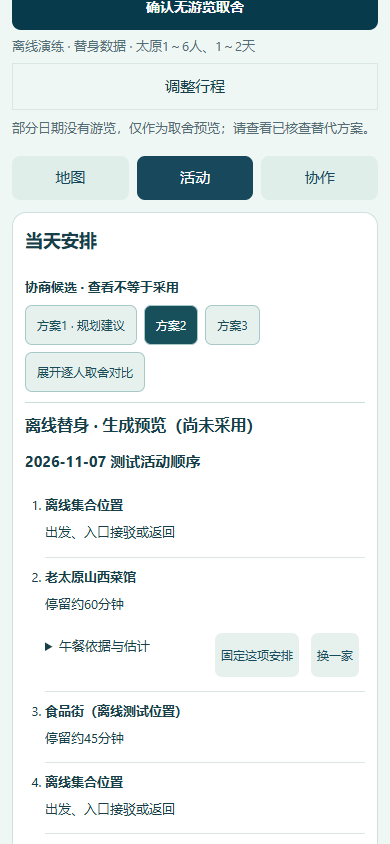 确认无游览取舍
离线演练 · 替身数据 · 太原1～6人、1～2天
调整行程
部分日期没有游览，仅作为取舍预览；请查看已核查替代方案。
地图
活动
协作
当天安排
协商候选 · 查看不等于采用
方案1 · 规划建议
方案2
方案3
展开逐人取舍对比
离线替身 · 生成预览（尚未采用）
2026-11-07 测试活动顺序
1. 离线集合位置
出发、入口接驳或返回
2. 老太原山西菜馆
停留约60分钟
▶ 午餐依据与估计
固定这项安排
换一家
3. 食品街（离线测试位置）
停留约45分钟
4. 离线集合位置
出发、入口接驳或返回